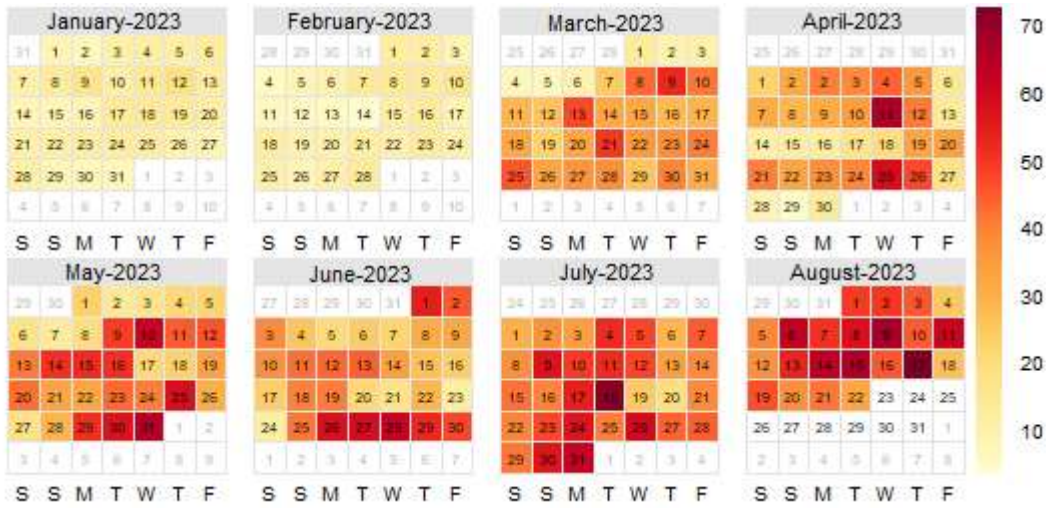 January-2023
31 1 2 3 4 5 6
7 8 9 10 11 12 13
14 15 16 17 18 19 20
21 22 23 24 25 26 27
28 29 30 31 1 2 3
4 5 6 7 8 9 10
S S M T W T F
February-2023
28 29 30 31 1 2 3
4 5 6 7 8 9 10
11 12 13 14 15 16 17
18 19 20 21 22 23 24
25 26 27 28 1 2 3
4 5 6 7 8 9 10
S S M T W T F
March-2023
25 26 27 28 1 2 3
4 5 6 7 8 9 10
11 12 13 14 15 16 17
18 19 20 21 22 23 24
25 26 27 28 29 30 31
1 2 3 4 5 6 7
S S M T W T F
April-2023
25 26 27 28 29 30 31
1 2 2 3 4 5 6
7 8 9 10 11 12 13
14 15 16 17 18 19 20
21 22 23 24 25 26 27
28 29 30 1 2 3 4
S S M T W T F
May-2023
29 30 1 2 3 4 5
6 7 8 9 10 11 12
13 14 15 16 17 18 19
20 21 22 23 24 25 26
27 28 29 30 31 1 2
3 4 5 6 7 8 9
S S M T W T F
June-2023
27 28 29 30 31 1 2
3 4 5 6 7 8 9
10 11 12 13 14 15 16
17 18 19 20 21 22 23
24 25 26 27 28 29 30
1 2 3 4 5 6 7
S S M T W T F
July-2023
24 25 26 27 28 29 30
1 2 3 4 5 6 7
8 9 10 11 12 13 14
15 16 17 18 19 20 21
22 23 24 25 26 27 28
29 30 31 1 2 3 4
S S M T W T F
August-2023
29 30 31 1 2 3 4
5 6 7 8 9 10 11
12 13 14 15 16 17 18
19 20 21 22 23 24 25
26 27 28 29 30 31 1
2 3 4 5 6 7 8
S S M T W T F
70
60
50
40
30
20
10